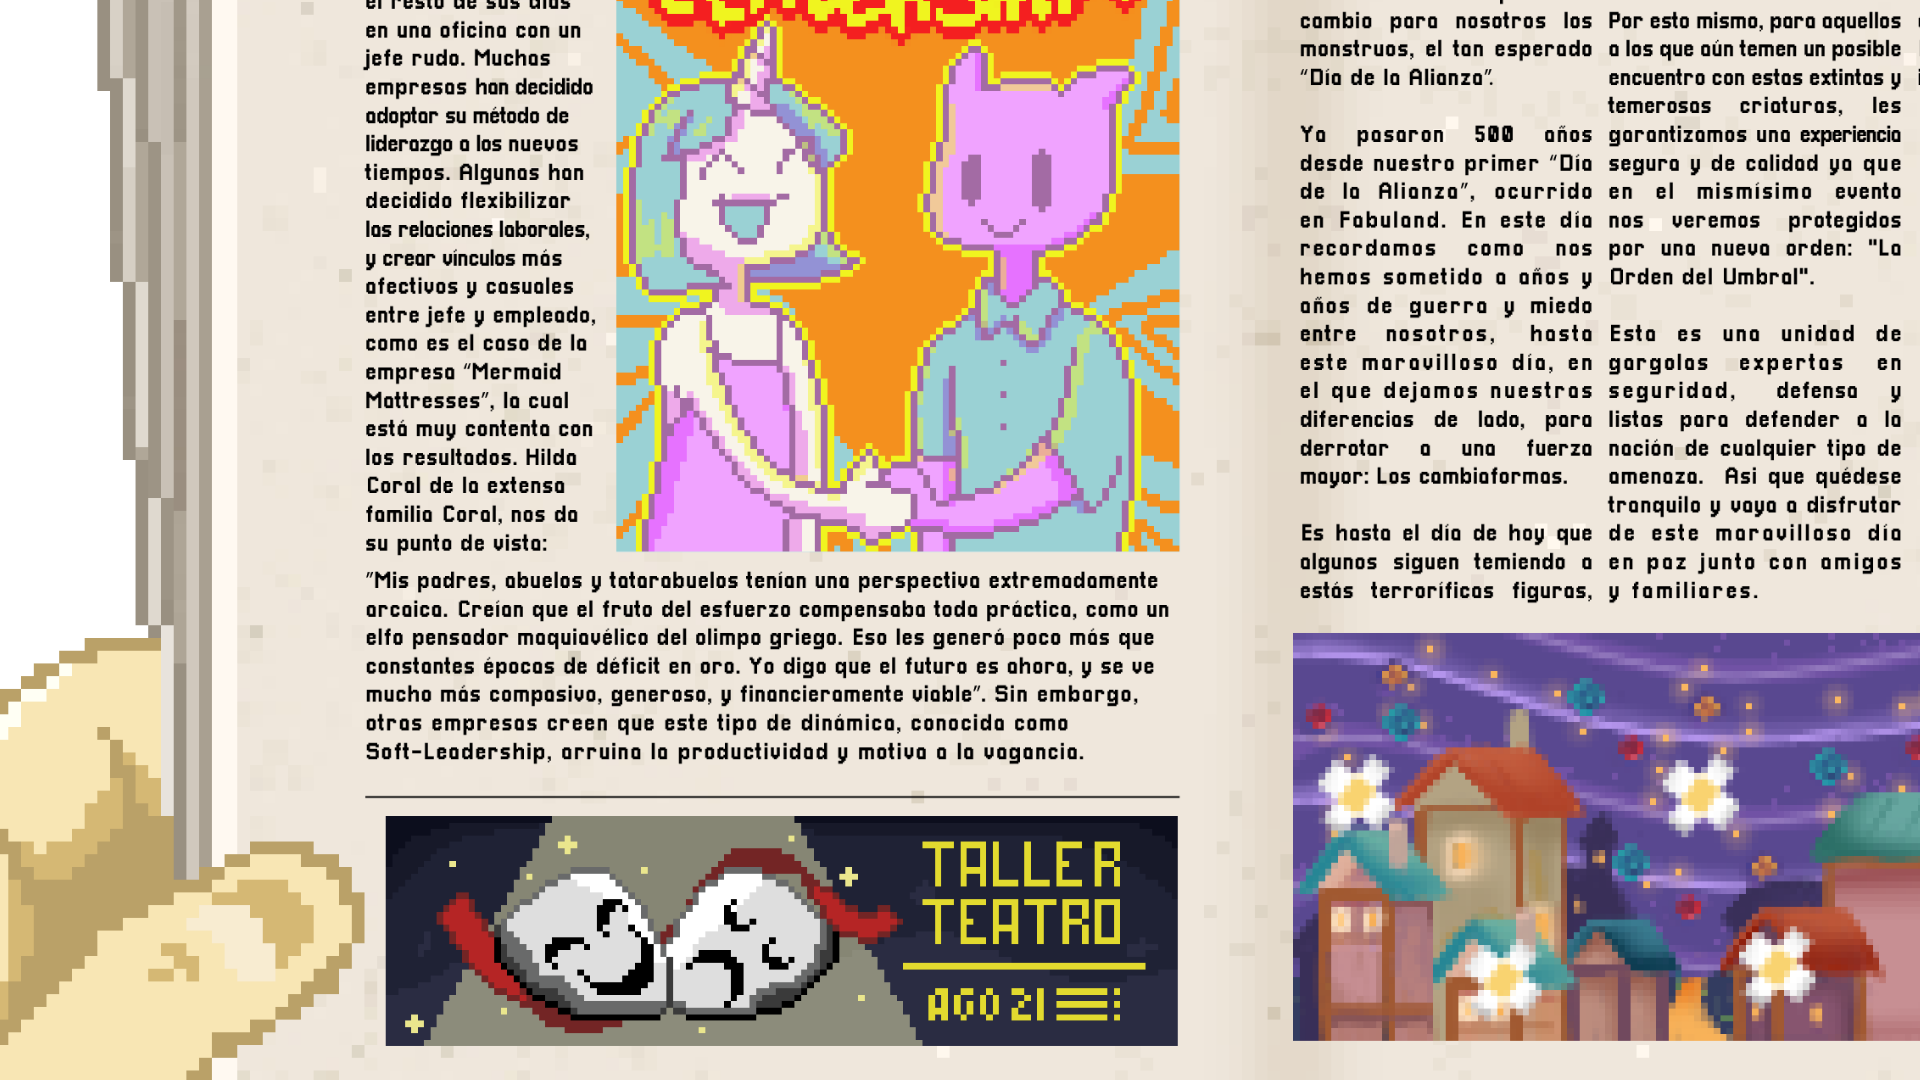 el resto de sus días
en una oficina con un
jefe rudo. Muchas
empresas han decidido
adoptar su método de
liderazgo a los nuevos
tiempos. Algunas han
decidido flexibilizar
las relaciones laborales,
y crear vínculos más
afectivos y casuales
entre jefe y empleado,
como es el caso de la
empresa “Mermaid
Mattresses”, la cual
está muy contenta con
los resultados. Hilda
Coral de la extensa
familia Coral, nos da
su punto de vista:
"Mis padres, abuelos y tatarabuelos tenían una perspectiva extremadamente
arcaica. Creían que el fruto del esfuerzo compensaba toda práctica, como un
elfo pensador maquiavélico del olimpo griego. Eso les generó poco más que
constantes épocas de déficit en oro. Yo digo que el futuro es ahora, y se ve
mucho más compasivo, generoso, y financieramente viable”. Sin embargo,
otras empresas creen que este tipo de dinámica, conocida como
Soft-Leadership, arruina la productividad y motiva a la vagancia.
TALLER
TEATRO
AGO 21
cambio para nosotros los
monstruos, el tan esperado
“Día de la Alianza”.
Ya pasaron 500 años
desde nuestro primer “Día
de la Alianza”, ocurrido
en Fabuland. En este día
recordamos como nos
hemos sometido a años y
años de guerra y miedo
entre nosotros, hasta
este maravilloso día, en
el que dejamos nuestras
diferencias de lado, para
derrotar a una fuerza
mayor: Los cambiaformas.
Es hasta el día de hoy que
algunos siguen temiendo a
estás terroríficas figuras,
Por esto mismo, para aquellos
a los que aún temen un posible
encuentro con estas extintas y
temerosas criaturas, les
garantizamos una experiencia
segura y de calidad ya que
en el mismísimo evento
nos veremos protegidos
por una nueva orden: "La
Orden del Umbral".
Esta es una unidad de
gargolas expertas en
seguridad, defensa y
listas para defender a la
nación de cualquier tipo de
amenaza. Asi que quédese
tranquilo y vaya a disfrutar
de este maravilloso día
en paz junto con amigos
y familiares.